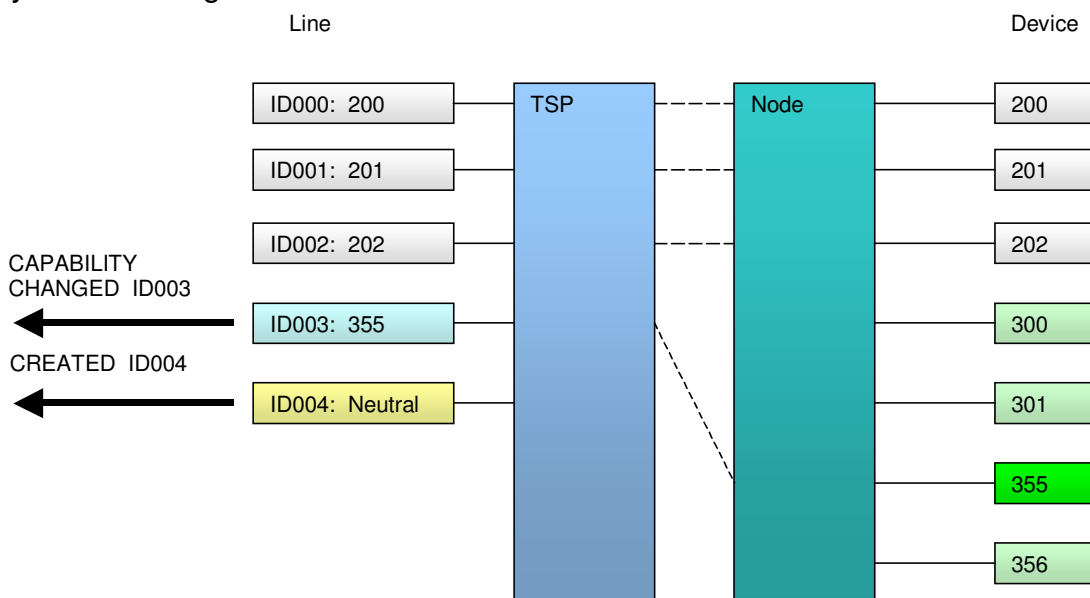 Line
Device
ID000: 200
TSP
Node
200
ID001: 201
201
ID002: 202
202
CAPABILITY
CHANGED ID003
ID003: 355
300
CREATED ID004
ID004: Neutral
301
355
356